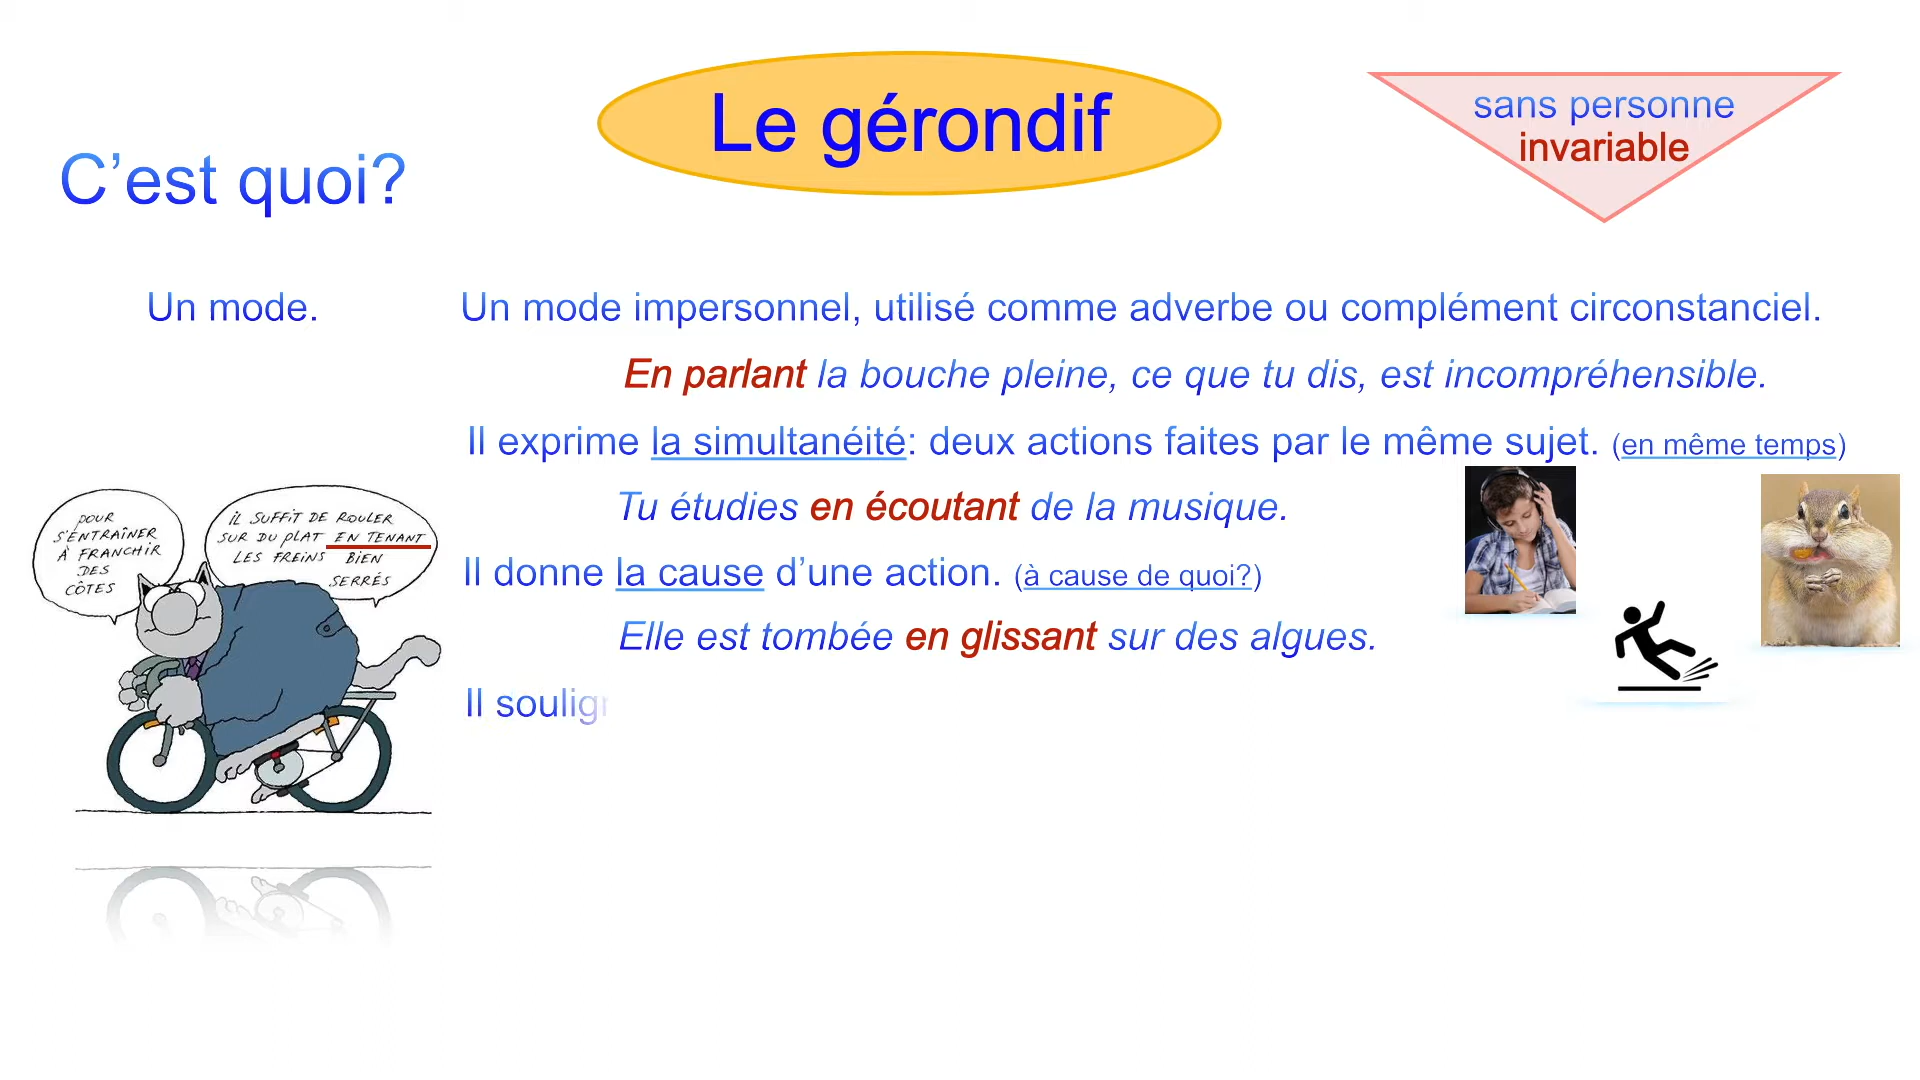 Le gérondif
sans personne
invariable
C’est quoi?
Un mode.
Un mode impersonnel, utilisé comme adverbe ou complément circonstanciel.
En parlant la bouche pleine, ce que tu dis, est incompréhensible.
Il exprime la simultanéité: deux actions faites par le même sujet. (en même temps)
Tu étudies en écoutant de la musique.
Il donne la cause d’une action. (à cause de quoi?)
Elle est tombée en glissant sur des algues.
Il
POUR
S'ENTRAÎNER
À FRANCHIR
DES
CÔTES
IL SUFFIT DE ROULER
SUR DU PLAT EN TENANT
LES FREINS BIEN
SERRÉS